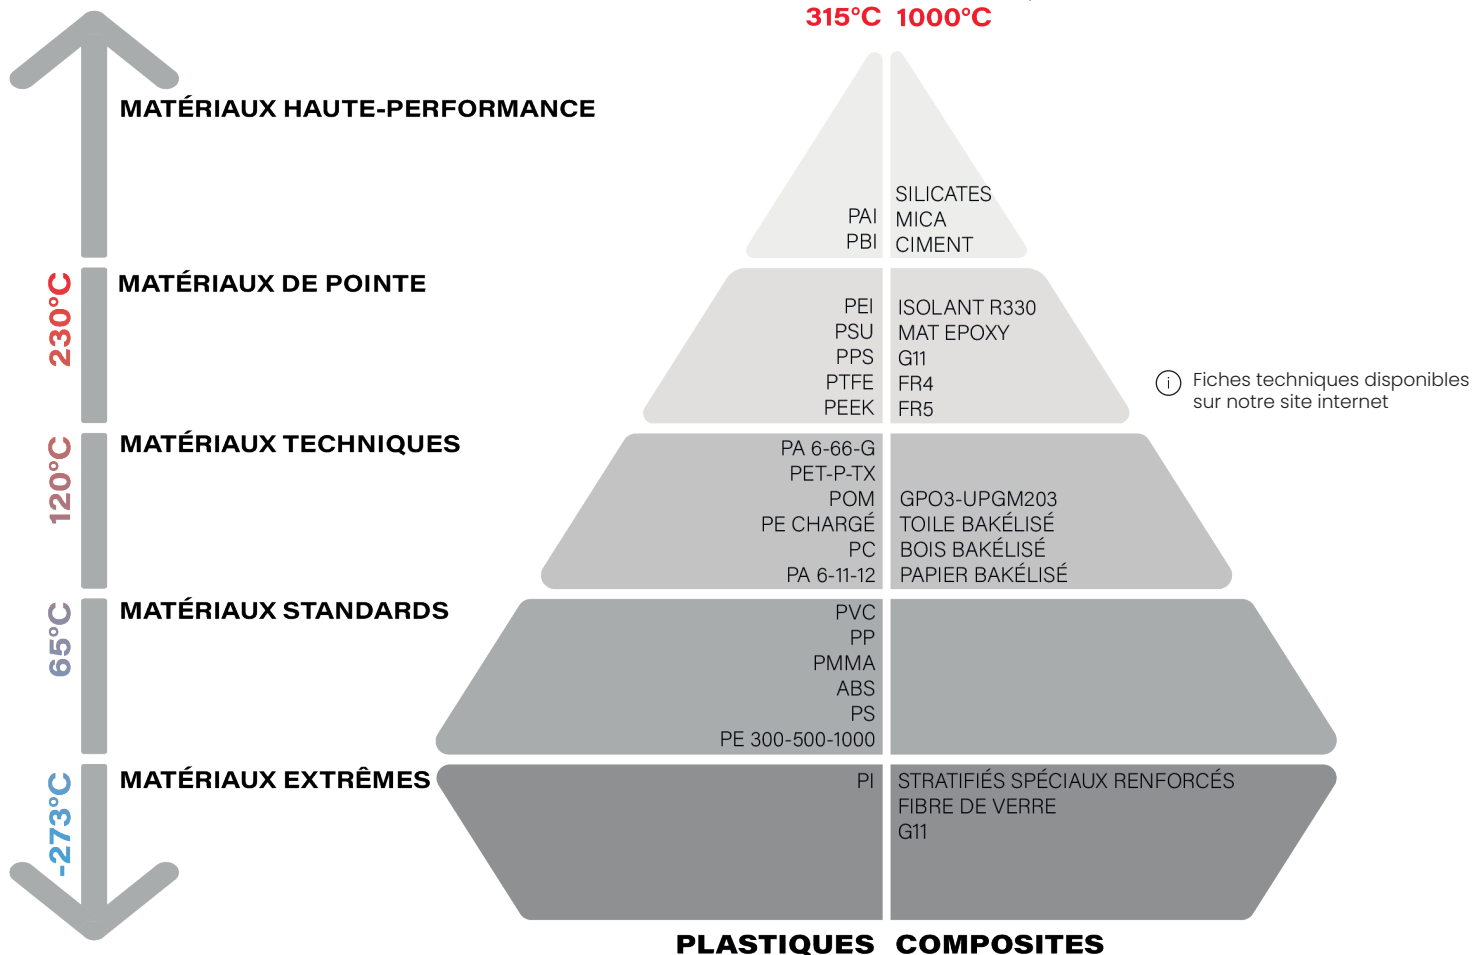 315°C 1000°C
MATÉRIAUX HAUTE-PERFORMANCE
SILICATES
PAI MICA
PBI CIMENT
230°C
MATÉRIAUX DE POINTE
PEI ISOLANT R330
PSU MAT EPOXY
PPS G11
PTFE FR4
PEEK FR5
i Fiches techniques disponibles
sur notre site internet
120°C
MATÉRIAUX TECHNIQUES
PA 6-66-G
PET-P-TX
POM GPO3-UPGM203
PE CHARGÉ TOILE BAKÉLISÉ
PC BOIS BAKÉLISÉ
PA 6-11-12 PAPIER BAKÉLISÉ
65°C
MATÉRIAUX STANDARDS
PVC
PP
PMMA
ABS
PS
PE 300-500-1000
-273°C
MATÉRIAUX EXTRÊMES
PI STRATIFIÉS SPÉCIAUX RENFORCÉS
FIBRE DE VERRE
G11
PLASTIQUES COMPOSITES